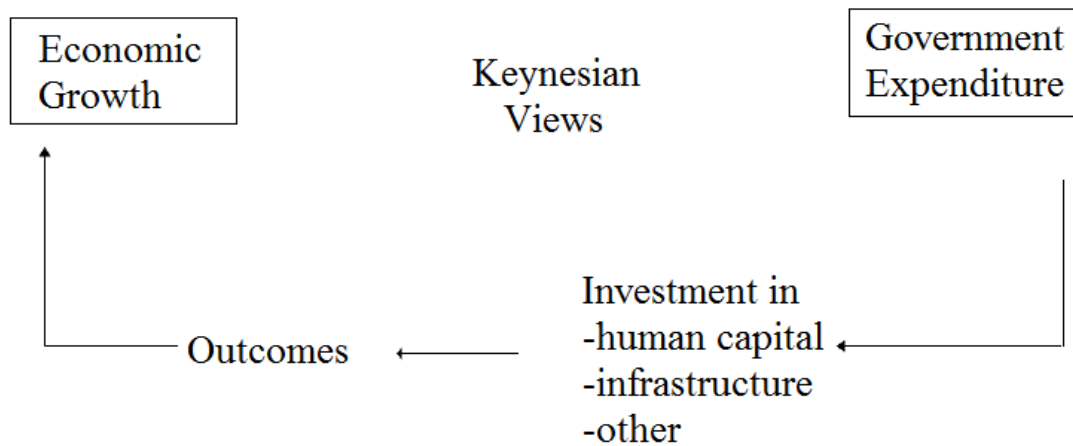 Economic
Growth
Keynesian
Views
Government
Expenditure
Outcomes
Investment in
-human capital
-infrastructure
-other